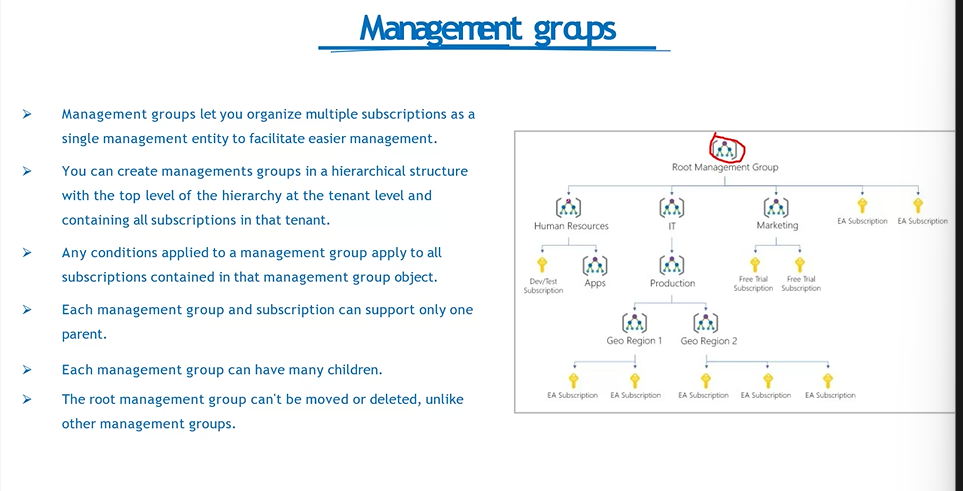 Management groups
➢ Management groups let you organize multiple subscriptions as a
single management entity to facilitate easier management.
➢ You can create managements groups in a hierarchical structure
with the top level of the hierarchy at the tenant level and
containing all subscriptions in that tenant.
➢ Any conditions applied to a management group apply to all
subscriptions contained in that management group object.
➢ Each management group and subscription can support only one
parent.
➢ Each management group can have many children.
➢ The root management group can't be moved or deleted, unlike
other management groups.
Root Management Group
Human Resources
IT
Marketing
EA Subscription
EA Subscription
Dev/Test
Subscription
Apps
Production
Free Trial
Subscription
Free Trial
Subscription
Geo Region 1
Geo Region 2
EA Subscription
EA Subscription
EA Subscription
EA Subscription
EA Subscription